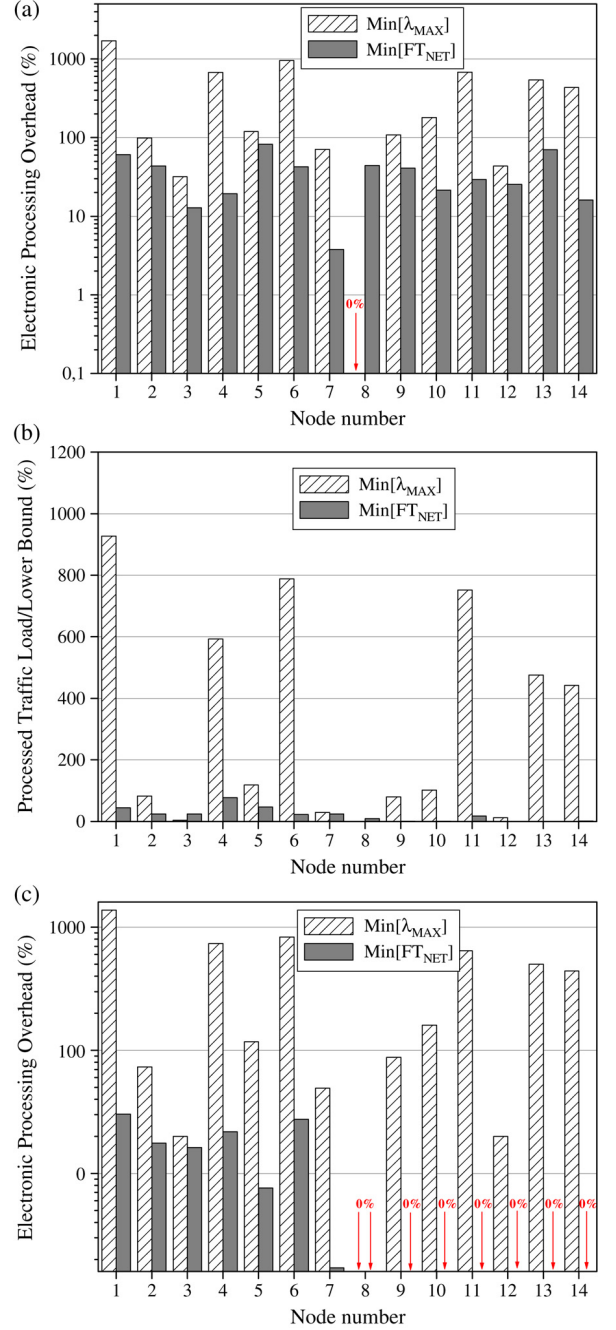 (a)
Electronic Processing Overhead (%)
Min[λMAX]
Min[FTNET]
1000
100
10
1
0,1
0%
1 2 3 4 5 6 7 8 9 10 11 12 13 14
Node number
(b)
Processed Traffic Load/Lower Bound (%)
Min[λMAX]
Min[FTNET]
1200
1000
800
600
400
200
0
1 2 3 4 5 6 7 8 9 10 11 12 13 14
Node number
(c)
Electronic Processing Overhead (%)
Min[λMAX]
Min[FTNET]
1000
100
0
0% 0% 0% 0% 0% 0% 0%
1 2 3 4 5 6 7 8 9 10 11 12 13 14
Node number